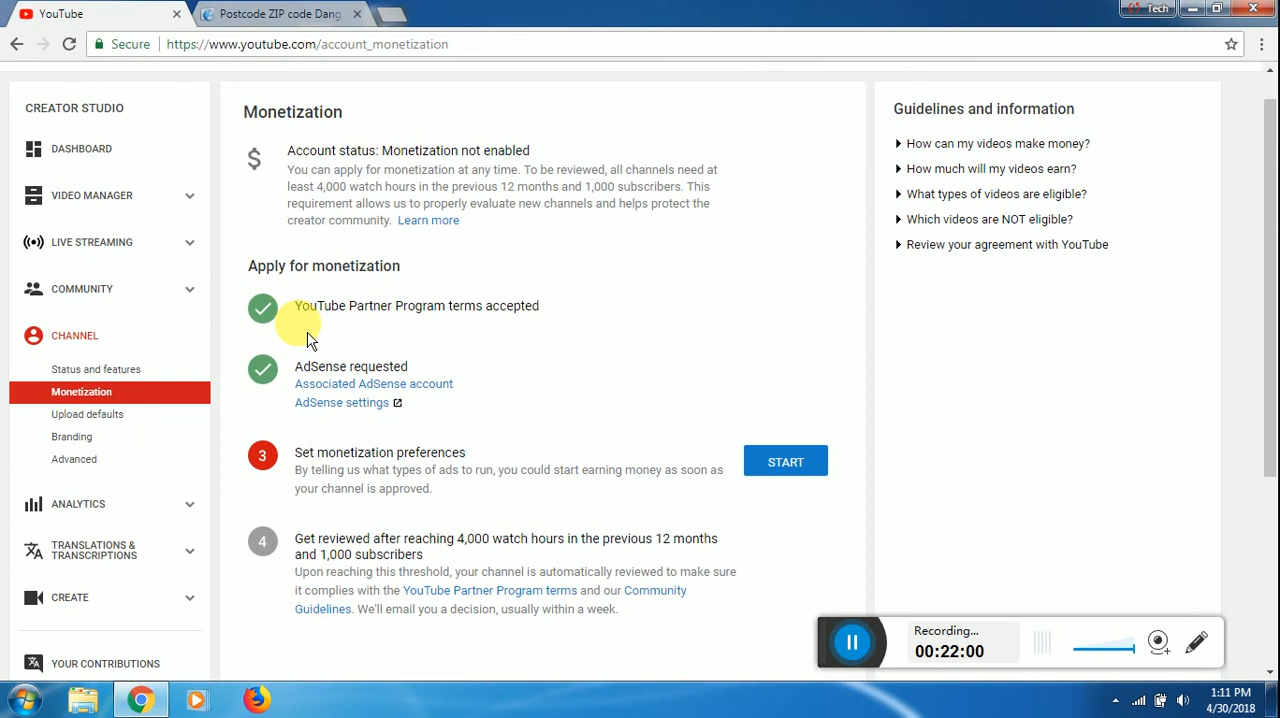 YouTube
Postcode ZIP code Dang
Tech
Secure
https://www.youtube.com/account_monetization
CREATOR STUDIO
DASHBOARD
VIDEO MANAGER
LIVE STREAMING
COMMUNITY
CHANNEL
Status and features
Monetization
Upload defaults
Branding
Advanced
ANALYTICS
TRANSLATIONS &
TRANSCRIPTIONS
CREATE
YOUR CONTRIBUTIONS
Monetization
Account status: Monetization not enabled
You can apply for monetization at any time. To be reviewed, all channels need at
least 4,000 watch hours in the previous 12 months and 1,000 subscribers. This
requirement allows us to properly evaluate new channels and helps protect the
creator community. Learn more
Apply for monetization
YouTube Partner Program terms accepted
AdSense requested
Associated AdSense account
AdSense settings
3
Set monetization preferences
By telling us what types of ads to run, you could start earning money as soon as
your channel is approved.
START
4
Get reviewed after reaching 4,000 watch hours in the previous 12 months
and 1,000 subscribers
Upon reaching this threshold, your channel is automatically reviewed to make sure
it complies with the YouTube Partner Program terms and our Community
Guidelines. We'll email you a decision, usually within a week.
Guidelines and information
How can my videos make money?
How much will my videos earn?
What types of videos are eligible?
Which videos are NOT eligible?
Review your agreement with YouTube
Recording...
00:22:00
1:11 PM
4/30/2018